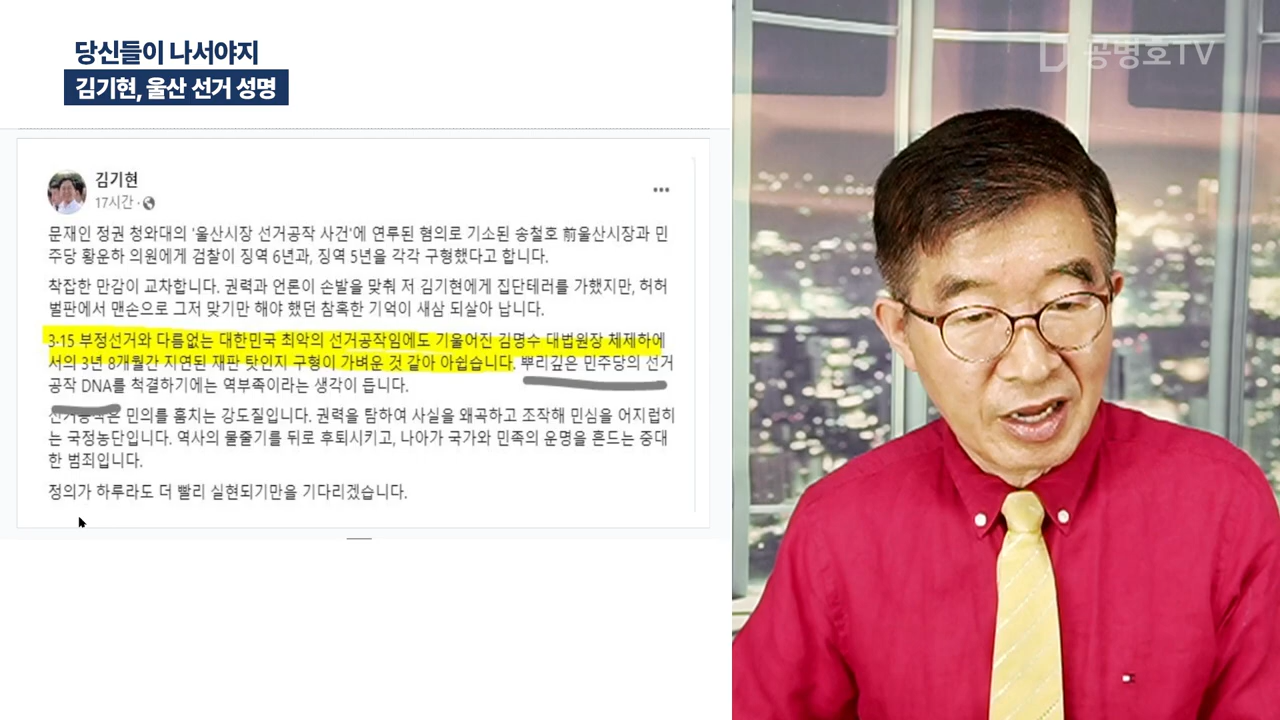 당신들이 나서야지
김기현, 울산 선거 성명
공병호TV
김기현
17시간 ·
문재인 정권 청와대의 '울산시장 선거공작 사건'에 연루된 혐의로 기소된 송철호 前울산시장과 민
주당 황운하 의원에게 검찰이 징역 6년과, 징역 5년을 각각 구형했다고 합니다.
착잡한 만감이 교차합니다. 권력과 언론이 손발을 맞춰 저 김기현에게 집단테러를 가했지만, 허허
벌판에서 맨손으로 그저 맞기만 해야 했던 참혹한 기억이 새삼 되살아 납니다.
3.15 부정선거와 다름없는 대한민국 최악의 선거공작임에도 기울어진 김명수 대법원장 체제하에
서의 3년 8개월간 지연된 재판 탓인지 구형이 가벼운 것 같아 아쉽습니다. 뿌리깊은 민주당의 선거
공작 DNA를 척결하기에는 역부족이라는 생각이 듭니다.
선거공작은 민의를 훔치는 강도질입니다. 권력을 탐하여 사실을 왜곡하고 조작해 민심을 어지럽히
는 국정농단입니다. 역사의 물줄기를 뒤로 후퇴시키고, 나아가 국가와 민족의 운명을 흔드는 중대
한 범죄입니다.
정의가 하루라도 더 빨리 실현되기만을 기다리겠습니다.